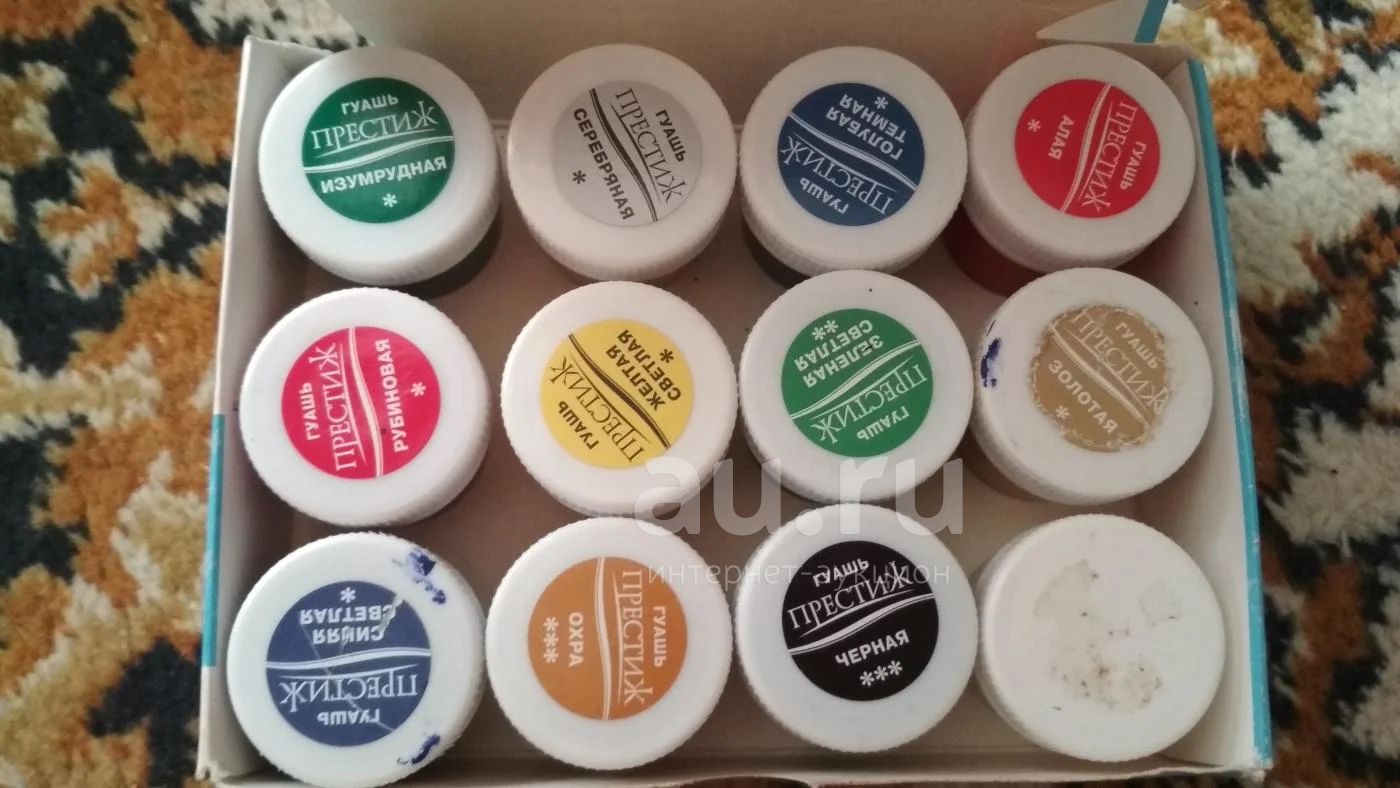 ГУАШЬ
ПРЕСТИЖ
ИЗУМРУДНАЯ
*
ГУАШЬ
ПРЕСТИЖ
СЕРЕБРЯНАЯ
*
ГУАШЬ
ПРЕСТИЖ
ГОЛУБАЯ
ТЕМНАЯ
*
ГУАШЬ
ПРЕСТИЖ
АЛАЯ
*
ГУАШЬ
ПРЕСТИЖ
РУБИНОВАЯ
*
ГУАШЬ
ПРЕСТИЖ
ЖЕЛТАЯ
СВЕТЛАЯ
*
ГУАШЬ
ПРЕСТИЖ
ЗЕЛЕНАЯ
СВЕТЛАЯ
**
ГУАШЬ
ПРЕСТИЖ
ЗОЛОТАЯ
*
ГУАШЬ
ПРЕСТИЖ
СИНЯЯ
СВЕТЛАЯ
*
ГУАШЬ
ПРЕСТИЖ
ОХРА
***
ГУАШЬ
ПРЕСТИЖ
ЧЕРНАЯ
***
au.ru
интернет-аукцион